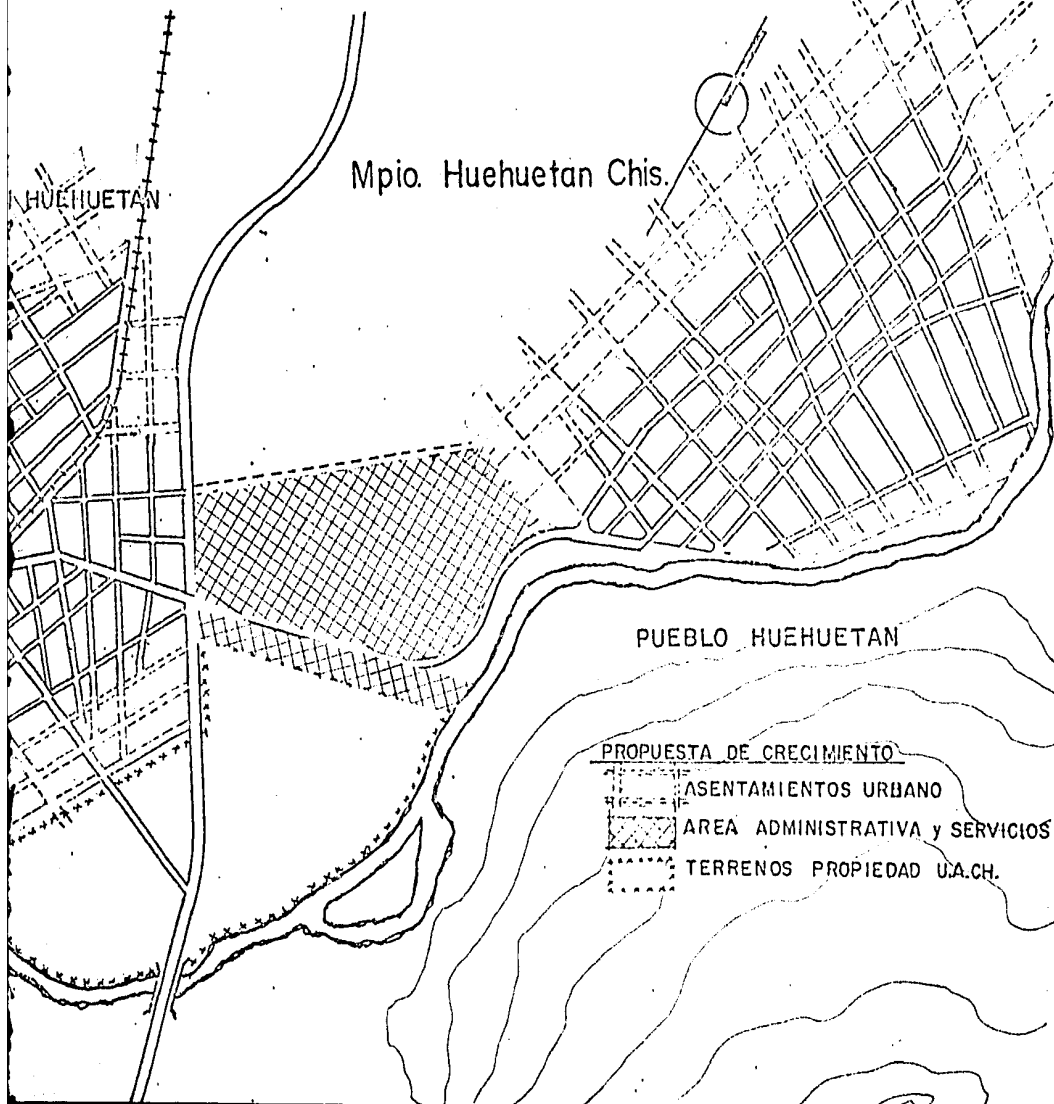 Mpio. Huehuetan Chis.
HUEHUETAN
PUEBLO HUEHUETAN
PROPUESTA DE CRECIMIENTO
ASENTAMIENTOS URBANO
AREA ADMINISTRATIVA y SERVICIOS
TERRENOS PROPIEDAD U.A.CH.